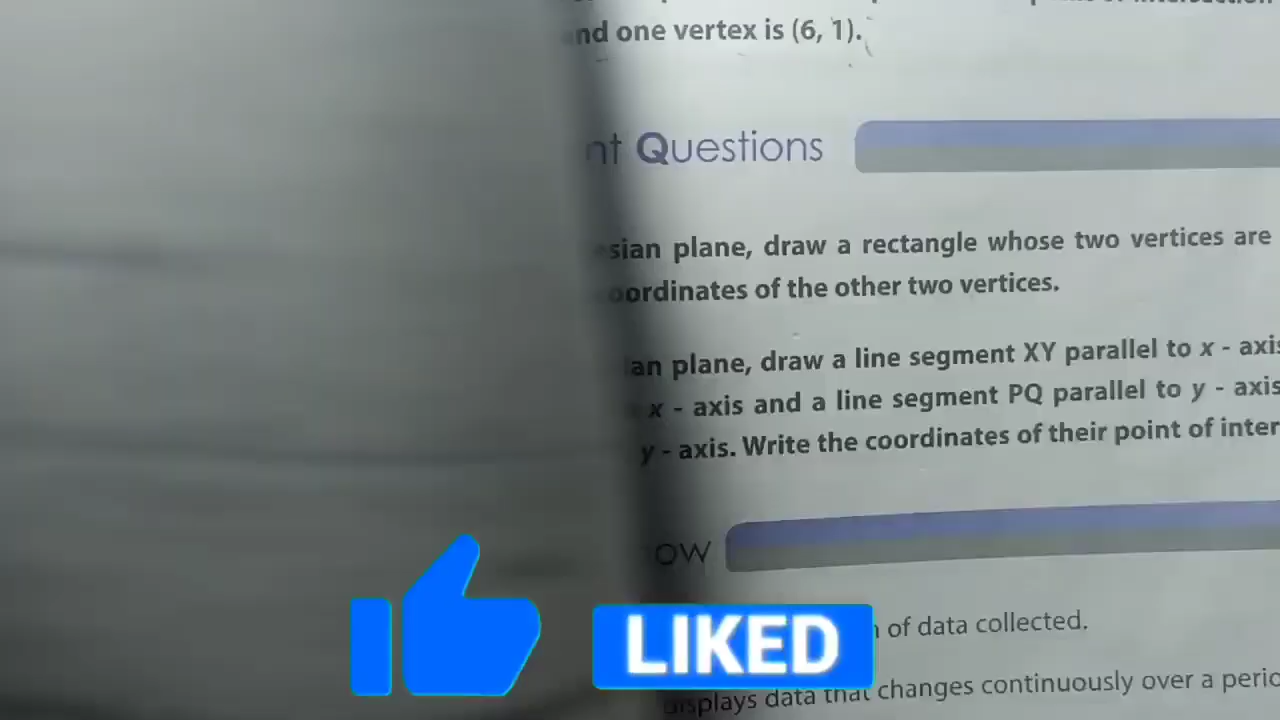 nd one vertex is (6, 1).
nt Questions
sian plane, draw a rectangle whose two vertices are
oordinates of the other two vertices.
an plane, draw a line segment XY parallel to x - axis
x - axis and a line segment PQ parallel to y - axis
y - axis. Write the coordinates of their point of inter
OW
n of data collected.
displays data that changes continuously over a perio
LIKED